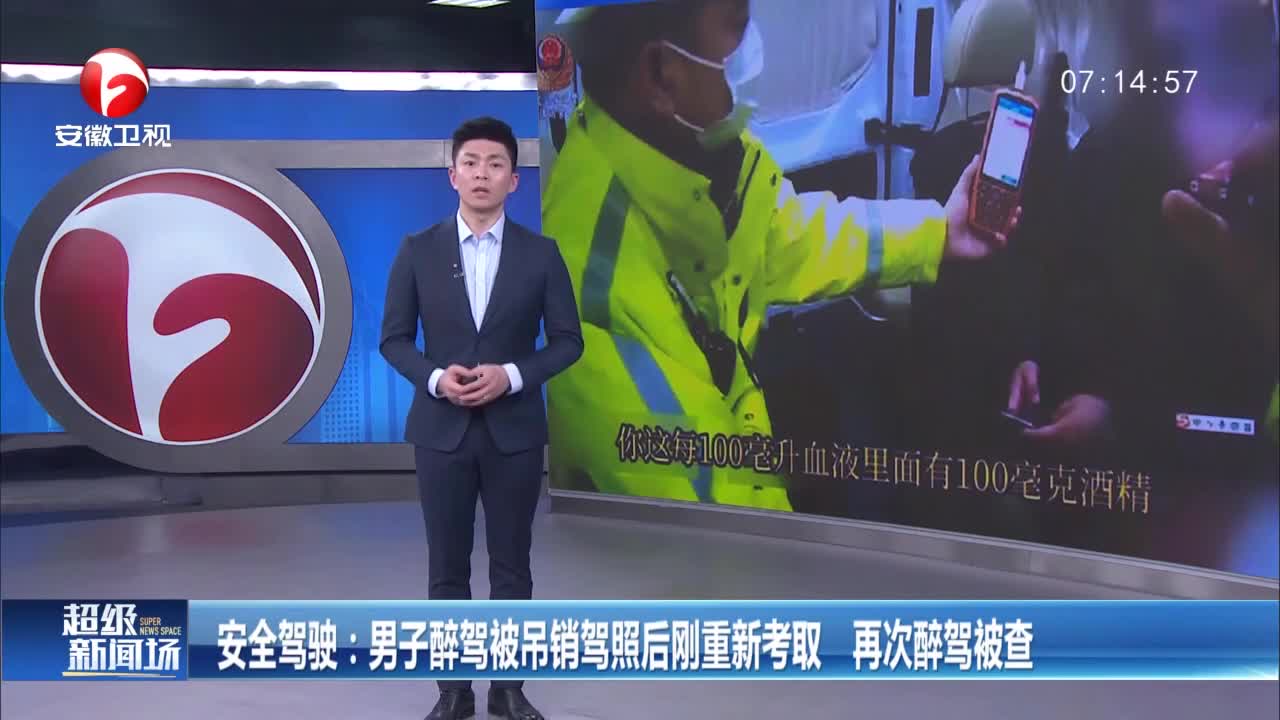 安徽卫视
07:14:57
你这每100毫升血液里面有100毫克酒精
超级新闻场
SUPER
NEWS SPACE
安全驾驶：男子醉驾被吊销驾照后刚重新考取 再次醉驾被查